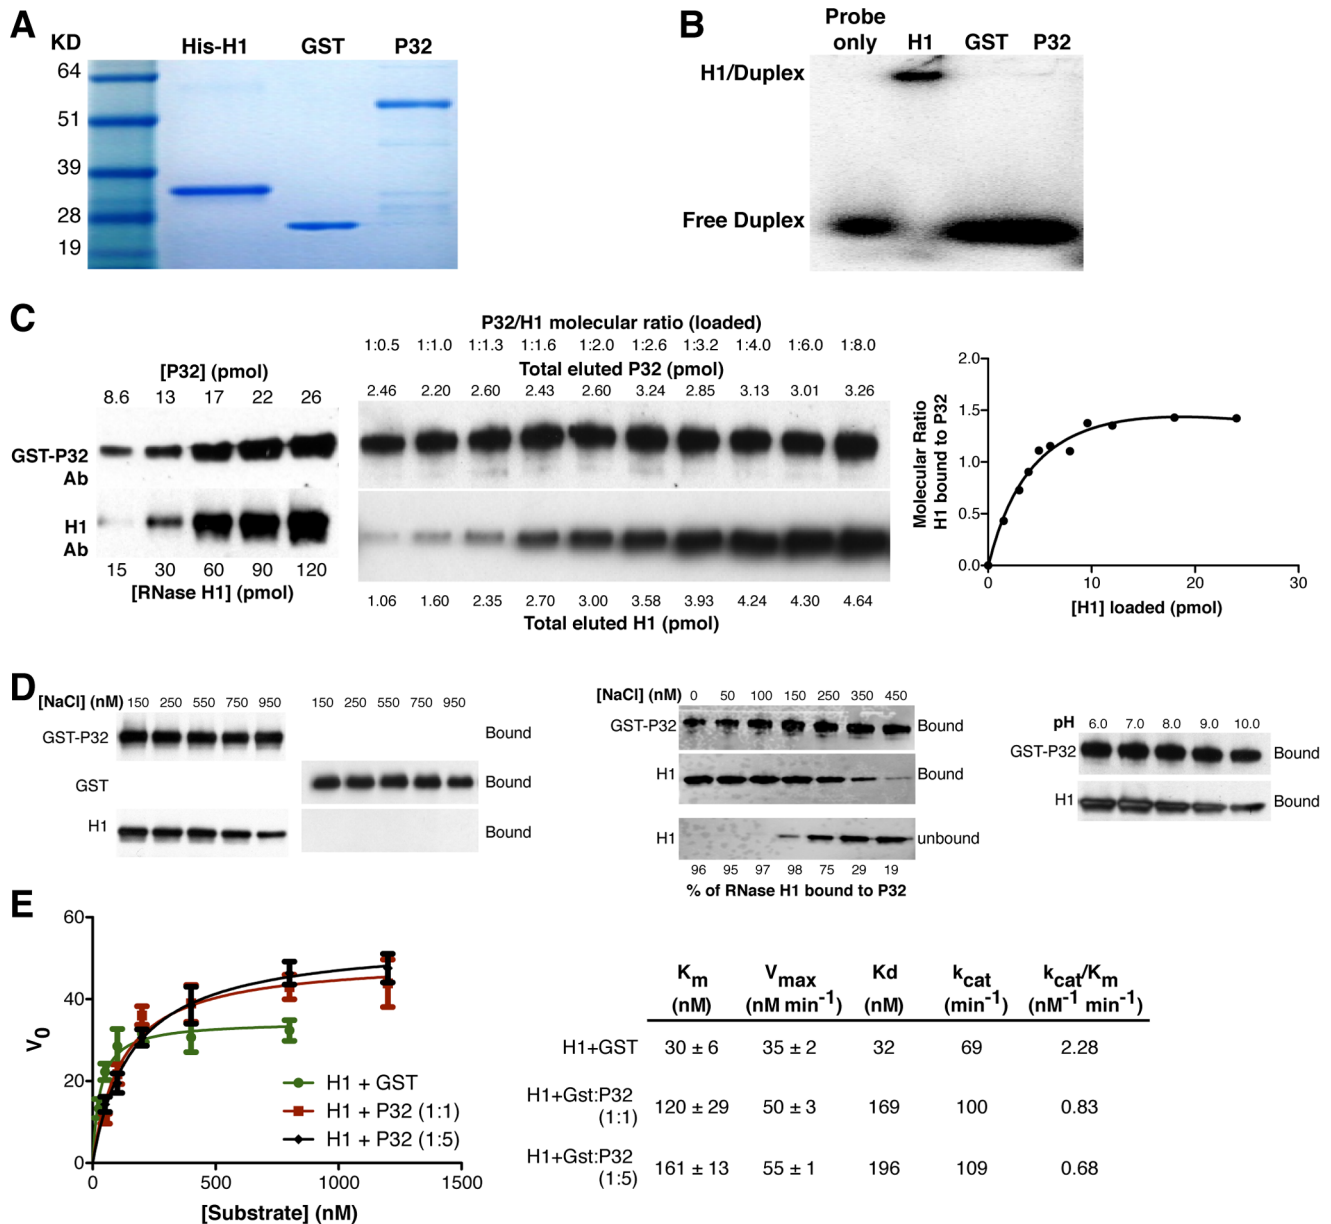 A
KD
His-H1 GST P32
64
51
39
28
19
B
Probe only H1 GST P32
H1/Duplex
Free Duplex
C
[P32] (pmol)
8.6 13 17 22 26
GST-P32 Ab
H1 Ab
15 30 60 90 120
[RNase H1] (pmol)
P32/H1 molecular ratio (loaded)
1:0.5 1:1.0 1:1.3 1:1.6 1:2.0 1:2.6 1:3.2 1:4.0 1:6.0 1:8.0
Total eluted P32 (pmol)
2.46 2.20 2.60 2.43 2.60 3.24 2.85 3.13 3.01 3.26
1.06 1.60 2.35 2.70 3.00 3.58 3.93 4.24 4.30 4.64
Total eluted H1 (pmol)
Molecular Ratio
H1 bound to P32
2.0
1.5
1.0
0.5
0.0
0 10 20 30
[H1] loaded (pmol)
D
[NaCl] (nM) 150 250 550 750 950 150 250 550 750 950
GST-P32 Bound
GST Bound
H1 Bound
[NaCl] (nM) 0 50 100 150 250 350 450
GST-P32 Bound
H1 Bound
H1 unbound
96 95 97 98 75 29 19
% of RNase H1 bound to P32
pH 6.0 7.0 8.0 9.0 10.0
GST-P32 Bound
H1 Bound
E
V0
60
40
20
0
0 500 1000 1500
[Substrate] (nM)
H1 + GST
H1 + P32 (1:1)
H1 + P32 (1:5)
Km Vmax Kd kcat kcat/Km
(nM) (nM min-1) (nM) (min-1) (nM-1 min-1)
H1+GST 30 ± 6 35 ± 2 32 69 2.28
H1+Gst:P32 (1:1) 120 ± 29 50 ± 3 169 100 0.83
H1+Gst:P32 (1:5) 161 ± 13 55 ± 1 196 109 0.68